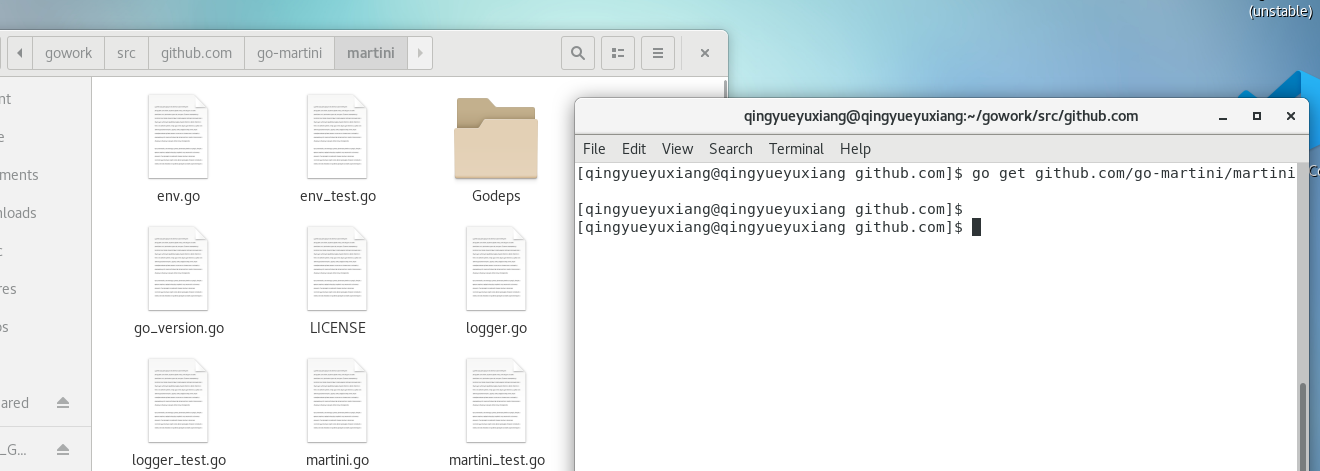 (unstable)
gowork
src
github.com
go-martini
martini
qingyueyuxiang@qingyueyuxiang:~/gowork/src/github.com
File Edit View Search Terminal Help
[qingyueyuxiang@qingyueyuxiang github.com]$ go get github.com/go-martini/martini
[qingyueyuxiang@qingyueyuxiang github.com]$
[qingyueyuxiang@qingyueyuxiang github.com]$
nt
e
ments
nloads
c
res
os
ared
_G...
env.go
env_test.go
Godeps
go_version.go
LICENSE
logger.go
logger_test.go
martini.go
martini_test.go